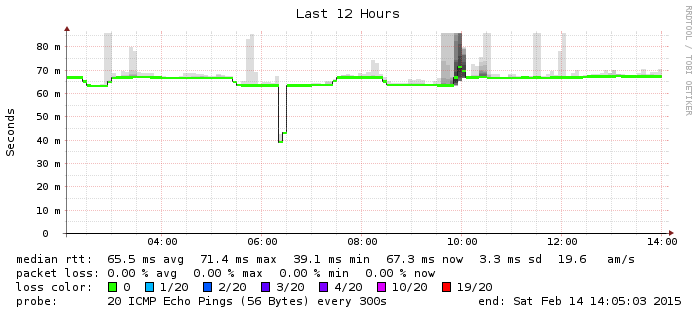 Last 12 Hours
RRDTOOL / TOBI OETIKER
Seconds
80 m
70 m
60 m
50 m
40 m
30 m
20 m
10 m
0
04:00 06:00 08:00 10:00 12:00 14:00
median rtt: 65.5 ms avg 71.4 ms max 39.1 ms min 67.3 ms now 3.3 ms sd 19.6 am/s
packet loss: 0.00 % avg 0.00 % max 0.00 % min 0.00 % now
loss color: 0 1/20 2/20 3/20 4/20 10/20 19/20
probe: 20 ICMP Echo Pings (56 Bytes) every 300s end: Sat Feb 14 14:05:03 2015